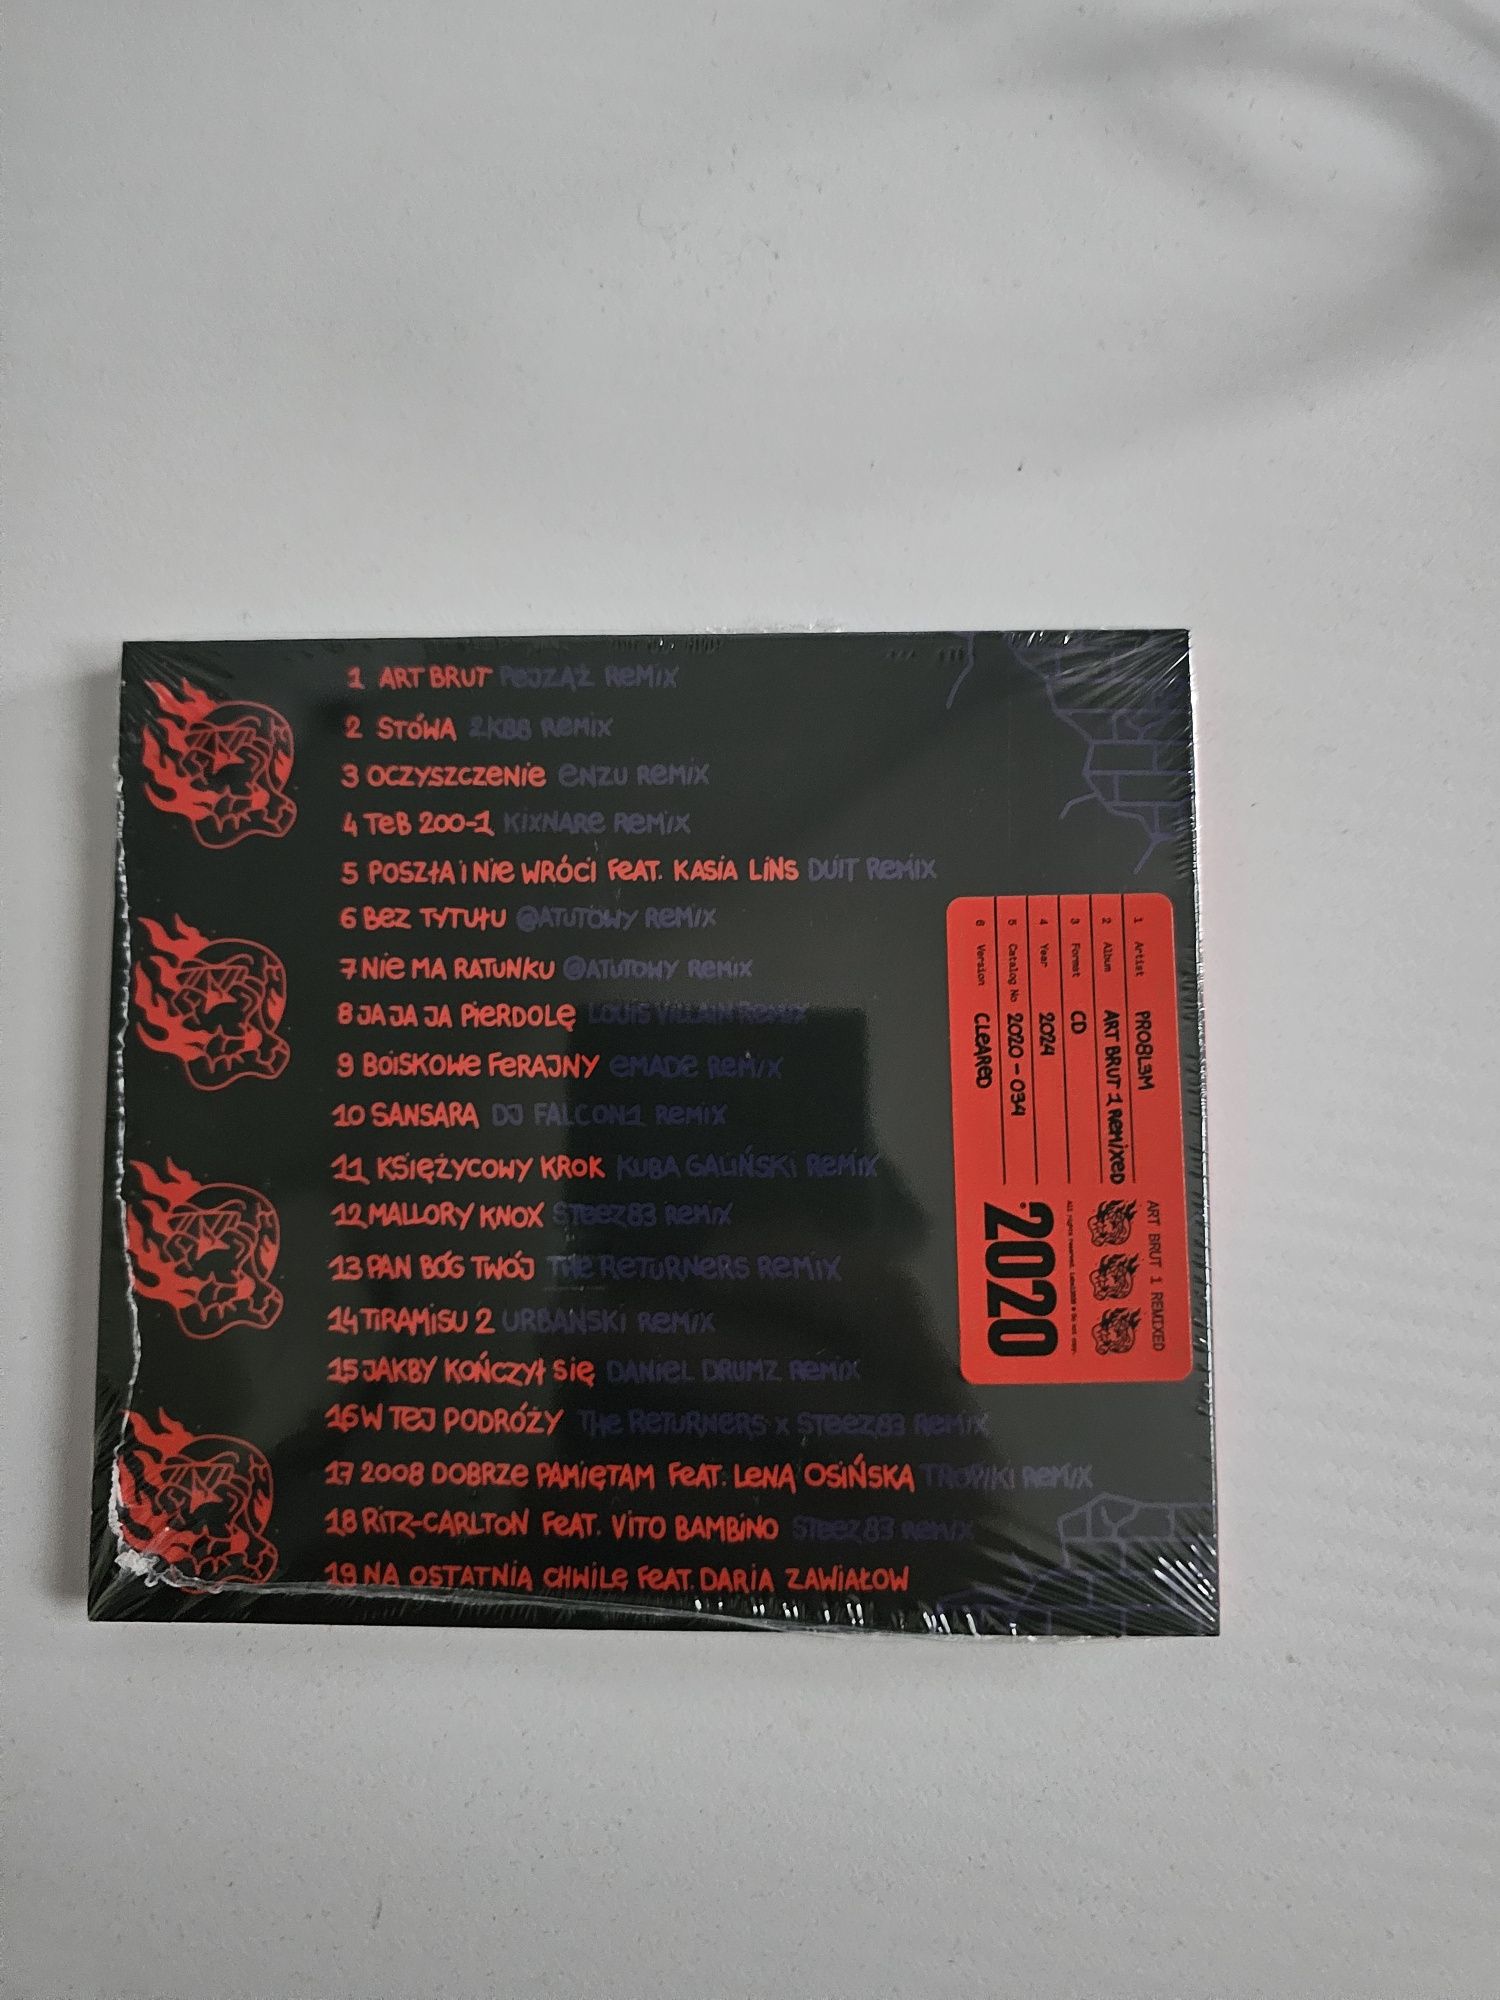 1 ART BRUT PEJZAŻ REMIX
2 STÓWA 2K88 REMIX
3 OCZYSZCZENIE ENZU REMIX
4 TEB 200-1 KIXNARE REMIX
5 POSZŁA I NIE WRÓCI FEAT. KASIA LINS DUIT REMIX
6 BEZ TYTUŁU @ATUTOWY REMIX
7 NIE MA RATUNKU @ATUTOWY REMIX
8 JA JA JA PIERDOLĘ LOUIS VILLAIN REMIX
9 BOISKOWE FERAJNY EMADE REMIX
10 SANSARA DJ FALCON1 REMIX
11 KSIĘŻYCOWY KROK KUBA GALIŃSKI REMIX
12 MALLORY KNOX STEEZ83 REMIX
13 PAN BÓG TWÓJ THE RETURNERS REMIX
14 TIRAMISU 2 URBANSKI REMIX
15 JAKBY KOŃCZYŁ SIĘ DANIEL DRUMZ REMIX
16 W TEJ PODRÓŻY THE RETURNERS X STEEZ83 REMIX
17 2008 DOBRZE PAMIĘTAM FEAT. LENA OSIŃSKA REMIX
18 RITZ-CARLTON FEAT. VITO BAMBINO STEEZ83 REMIX
19 NA OSTATNIĄ CHWILĘ FEAT. DARIA ZAWIAŁOW
1 Artist PRO8L3M
2 Album ART BRUT 1 REMIXED
3 Format CD
4 Year 2024
5 Catalog No 2020-034
6 Version CLEARED
ART BRUT 1 REMIXED
2020